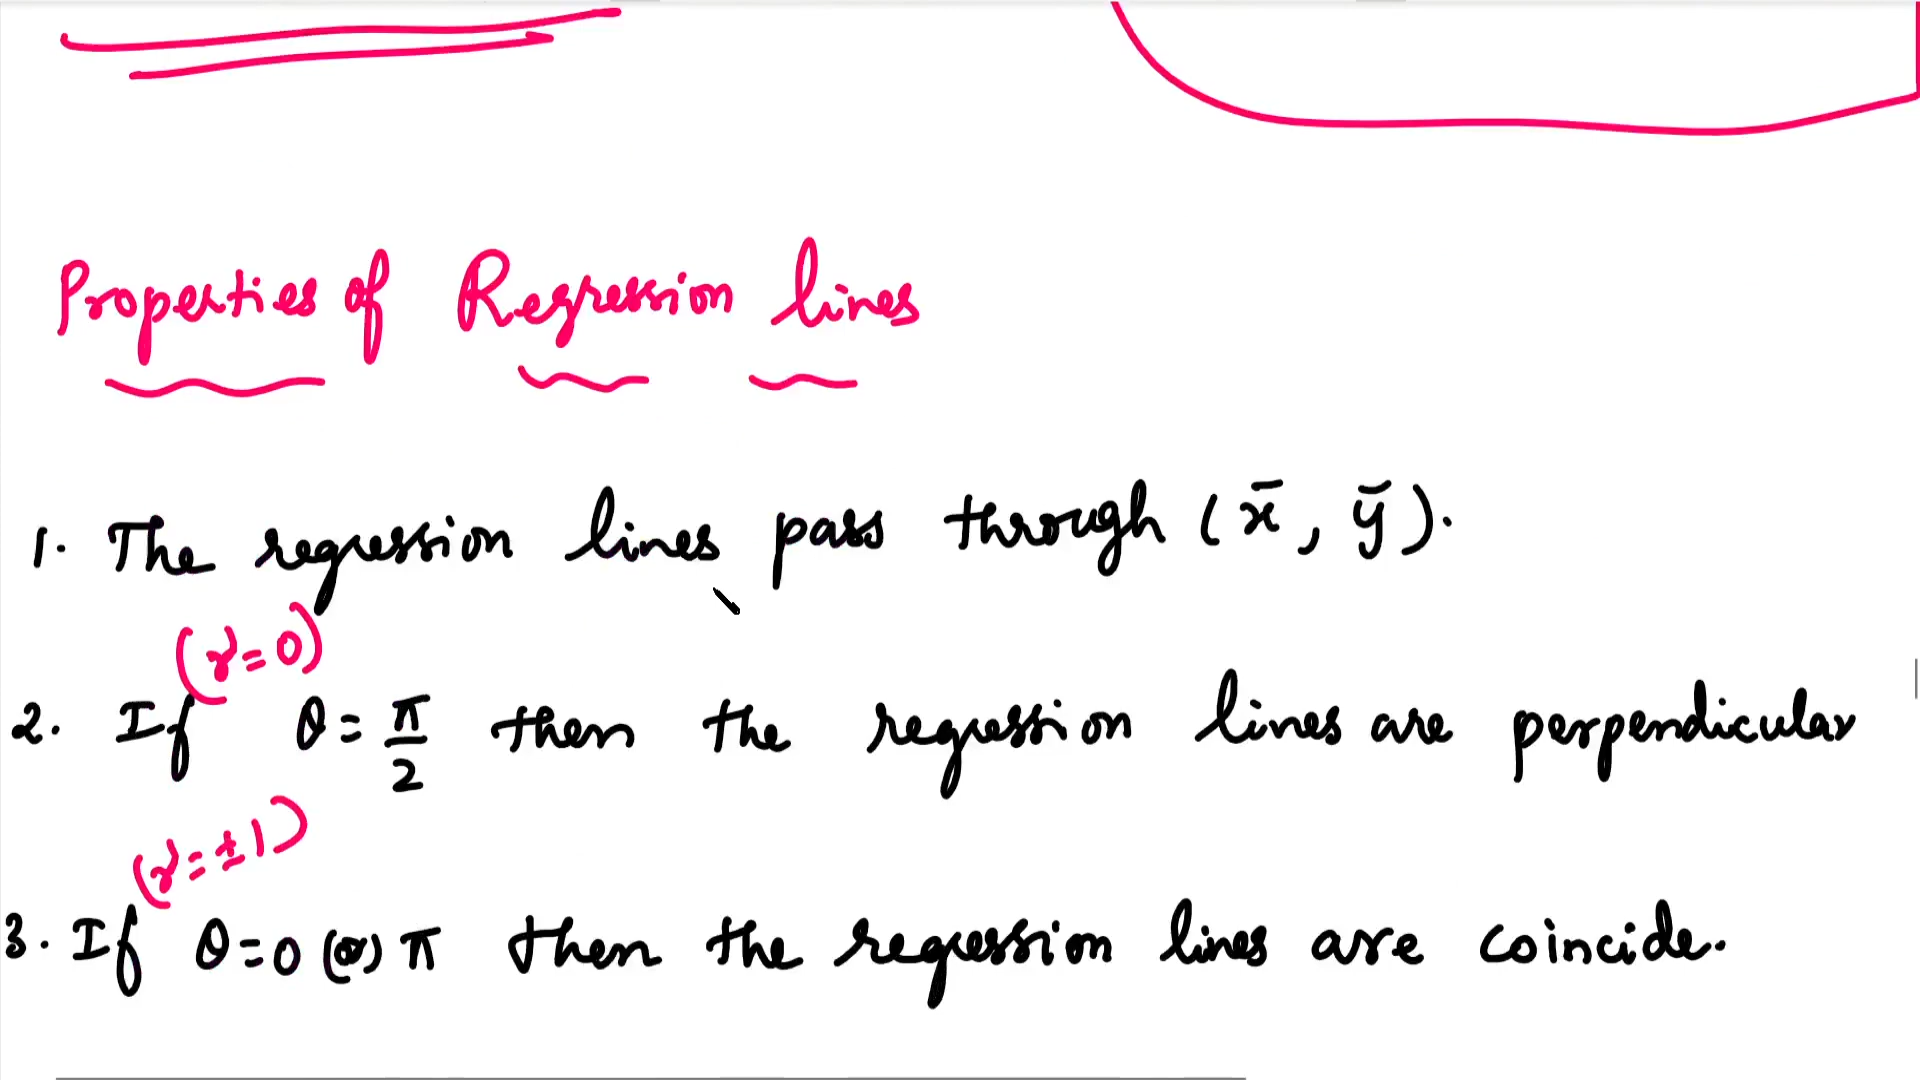 Properties of Regression lines
1. The regression lines pass through (x̄, ȳ).
(r=0)
2. If θ = π/2 then the regression lines are perpendicular
(r=±1)
3. If θ=0 (or) π then the regression lines are coincide.